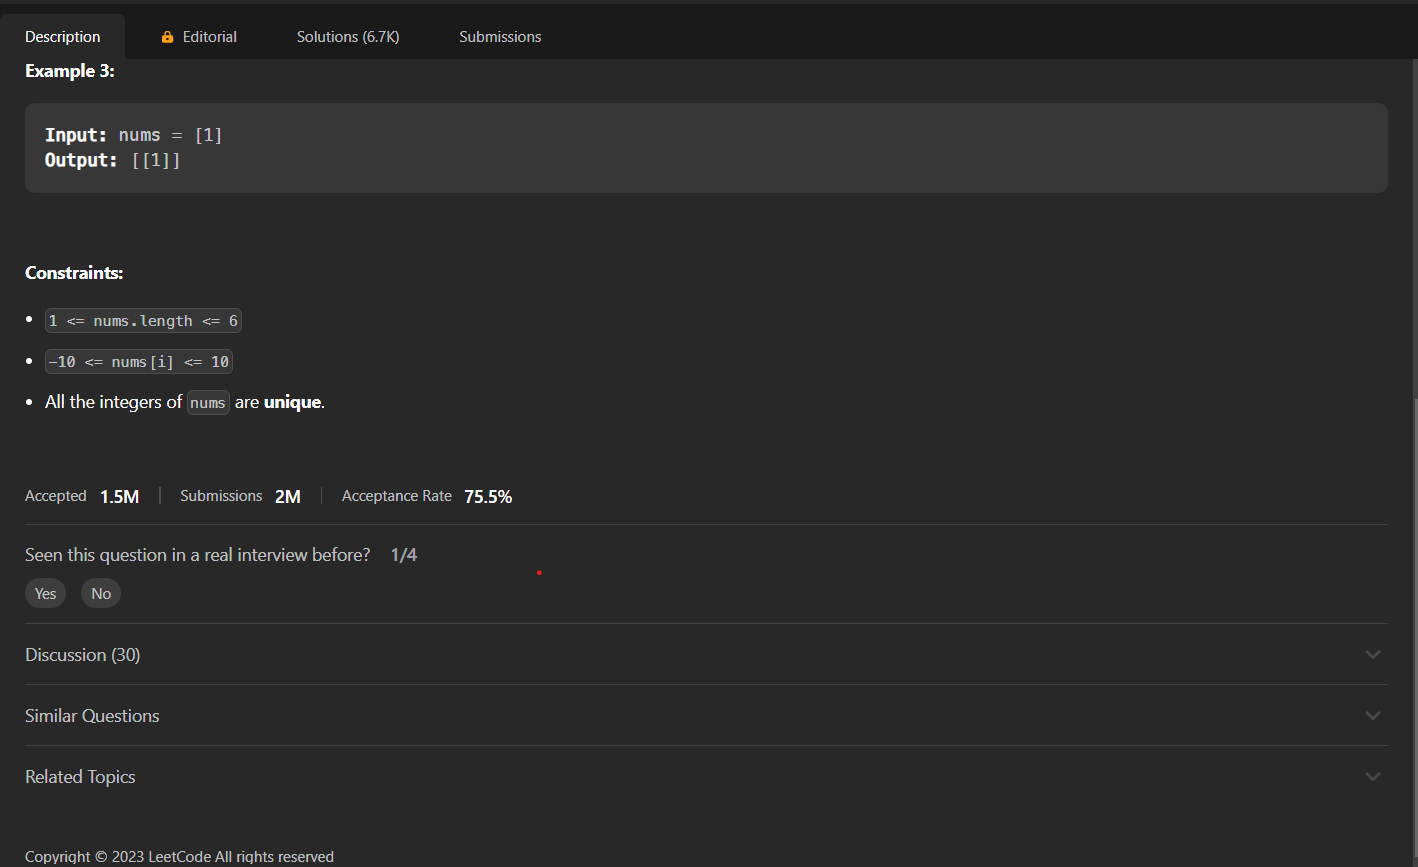 Description Editorial Solutions (6.7K) Submissions
Example 3:
Input: nums = [1]
Output: [[1]]
Constraints:
• 1 <= nums.length <= 6
• -10 <= nums[i] <= 10
• All the integers of nums are unique.
Accepted 1.5M Submissions 2M Acceptance Rate 75.5%
Seen this question in a real interview before? 1/4
Yes No
Discussion (30)
Similar Questions
Related Topics
Copyright © 2023 LeetCode All rights reserved